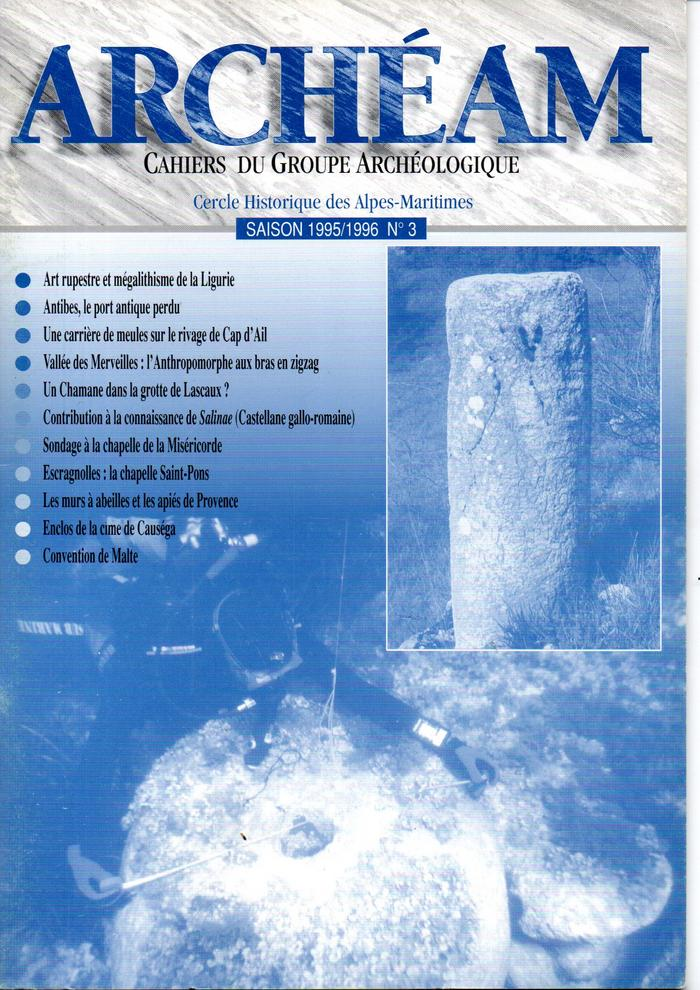 ARCHÉAM
CAHIERS DU GROUPE ARCHÉOLOGIQUE
Cercle Historique des Alpes-Maritimes
SAISON 1995/1996 N° 3
Art rupestre et mégalithisme de la Ligurie
Antibes, le port antique perdu
Une carrière de meules sur le rivage de Cap d'Ail
Vallée des Merveilles : l'Anthropomorphe aux bras en zigzag
Un Chamane dans la grotte de Lascaux ?
Contribution à la connaissance de Salinae (Castellane gallo-romaine)
Sondage à la chapelle de la Miséricorde
Escragnolles : la chapelle Saint-Pons
Les murs à abeilles et les apiés de Provence
Enclos de la cime de Causéga
Convention de Malte